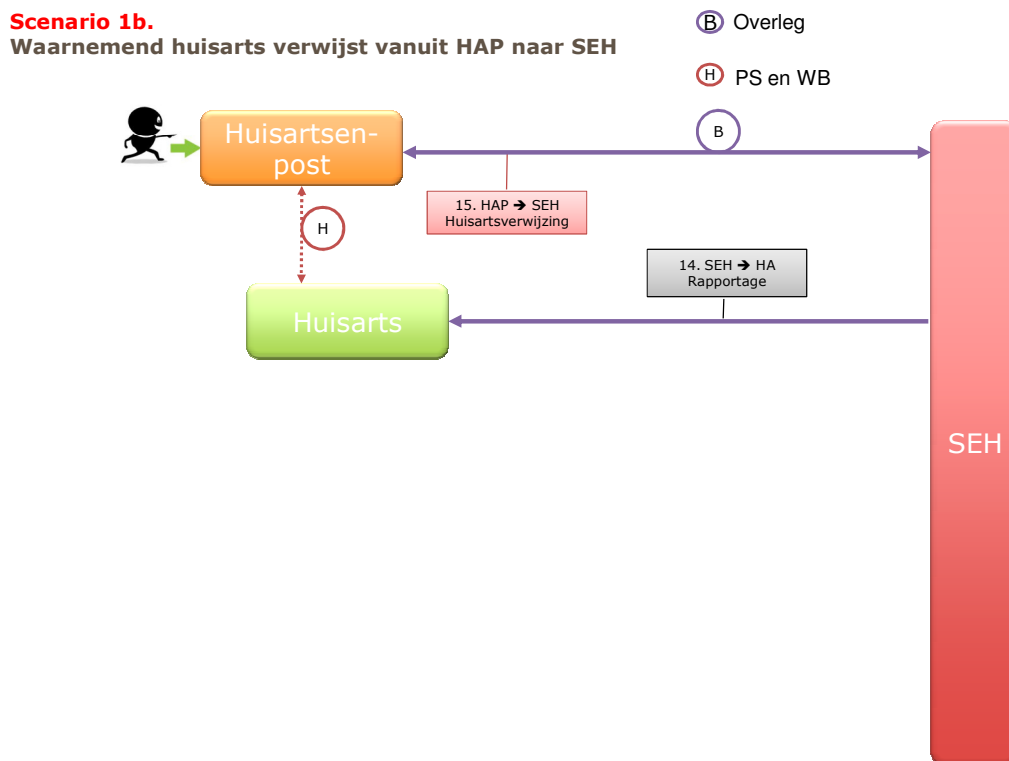 Scenario 1b.
Waarnemend huisarts verwijst vanuit HAP naar SEH
B Overleg
H PS en WB
Huisartsen-
post
B
15. HAP ➔ SEH
Huisartsverwijzing
H
14. SEH ➔ HA
Rapportage
Huisarts
SEH